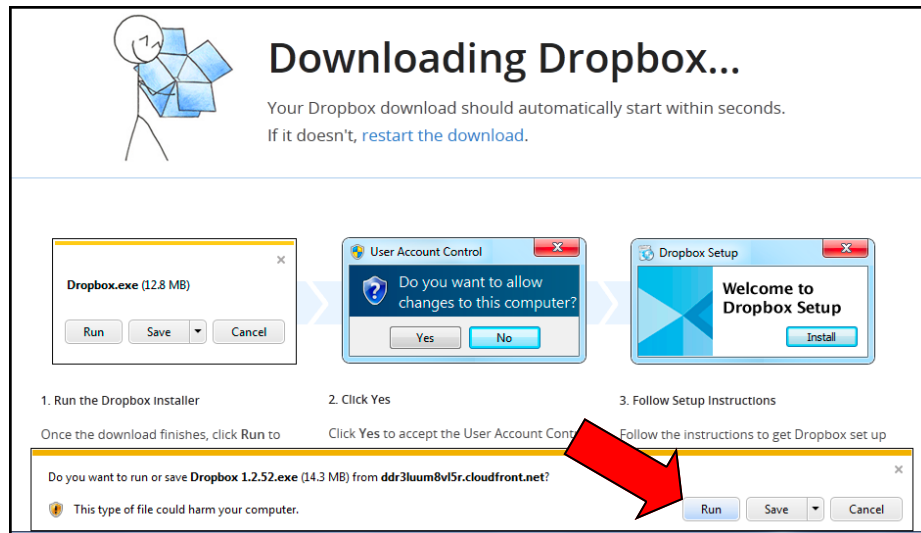 Downloading Dropbox...
Your Dropbox download should automatically start within seconds.
If it doesn't, restart the download.
Dropbox.exe (12.8 MB)
Run Save Cancel
User Account Control
Do you want to allow
changes to this computer?
Yes No
Dropbox Setup
Welcome to
Dropbox Setup
Install
1. Run the Dropbox Installer
Once the download finishes, click Run to
2. Click Yes
Click Yes to accept the User Account
3. Follow Setup Instructions
Follow the instructions to get Dropbox set up
Do you want to run or save Dropbox 1.2.52.exe (14.3 MB) from ddr3luum8vl5r.cloudfront.net?
This type of file could harm your computer.
Run Save Cancel